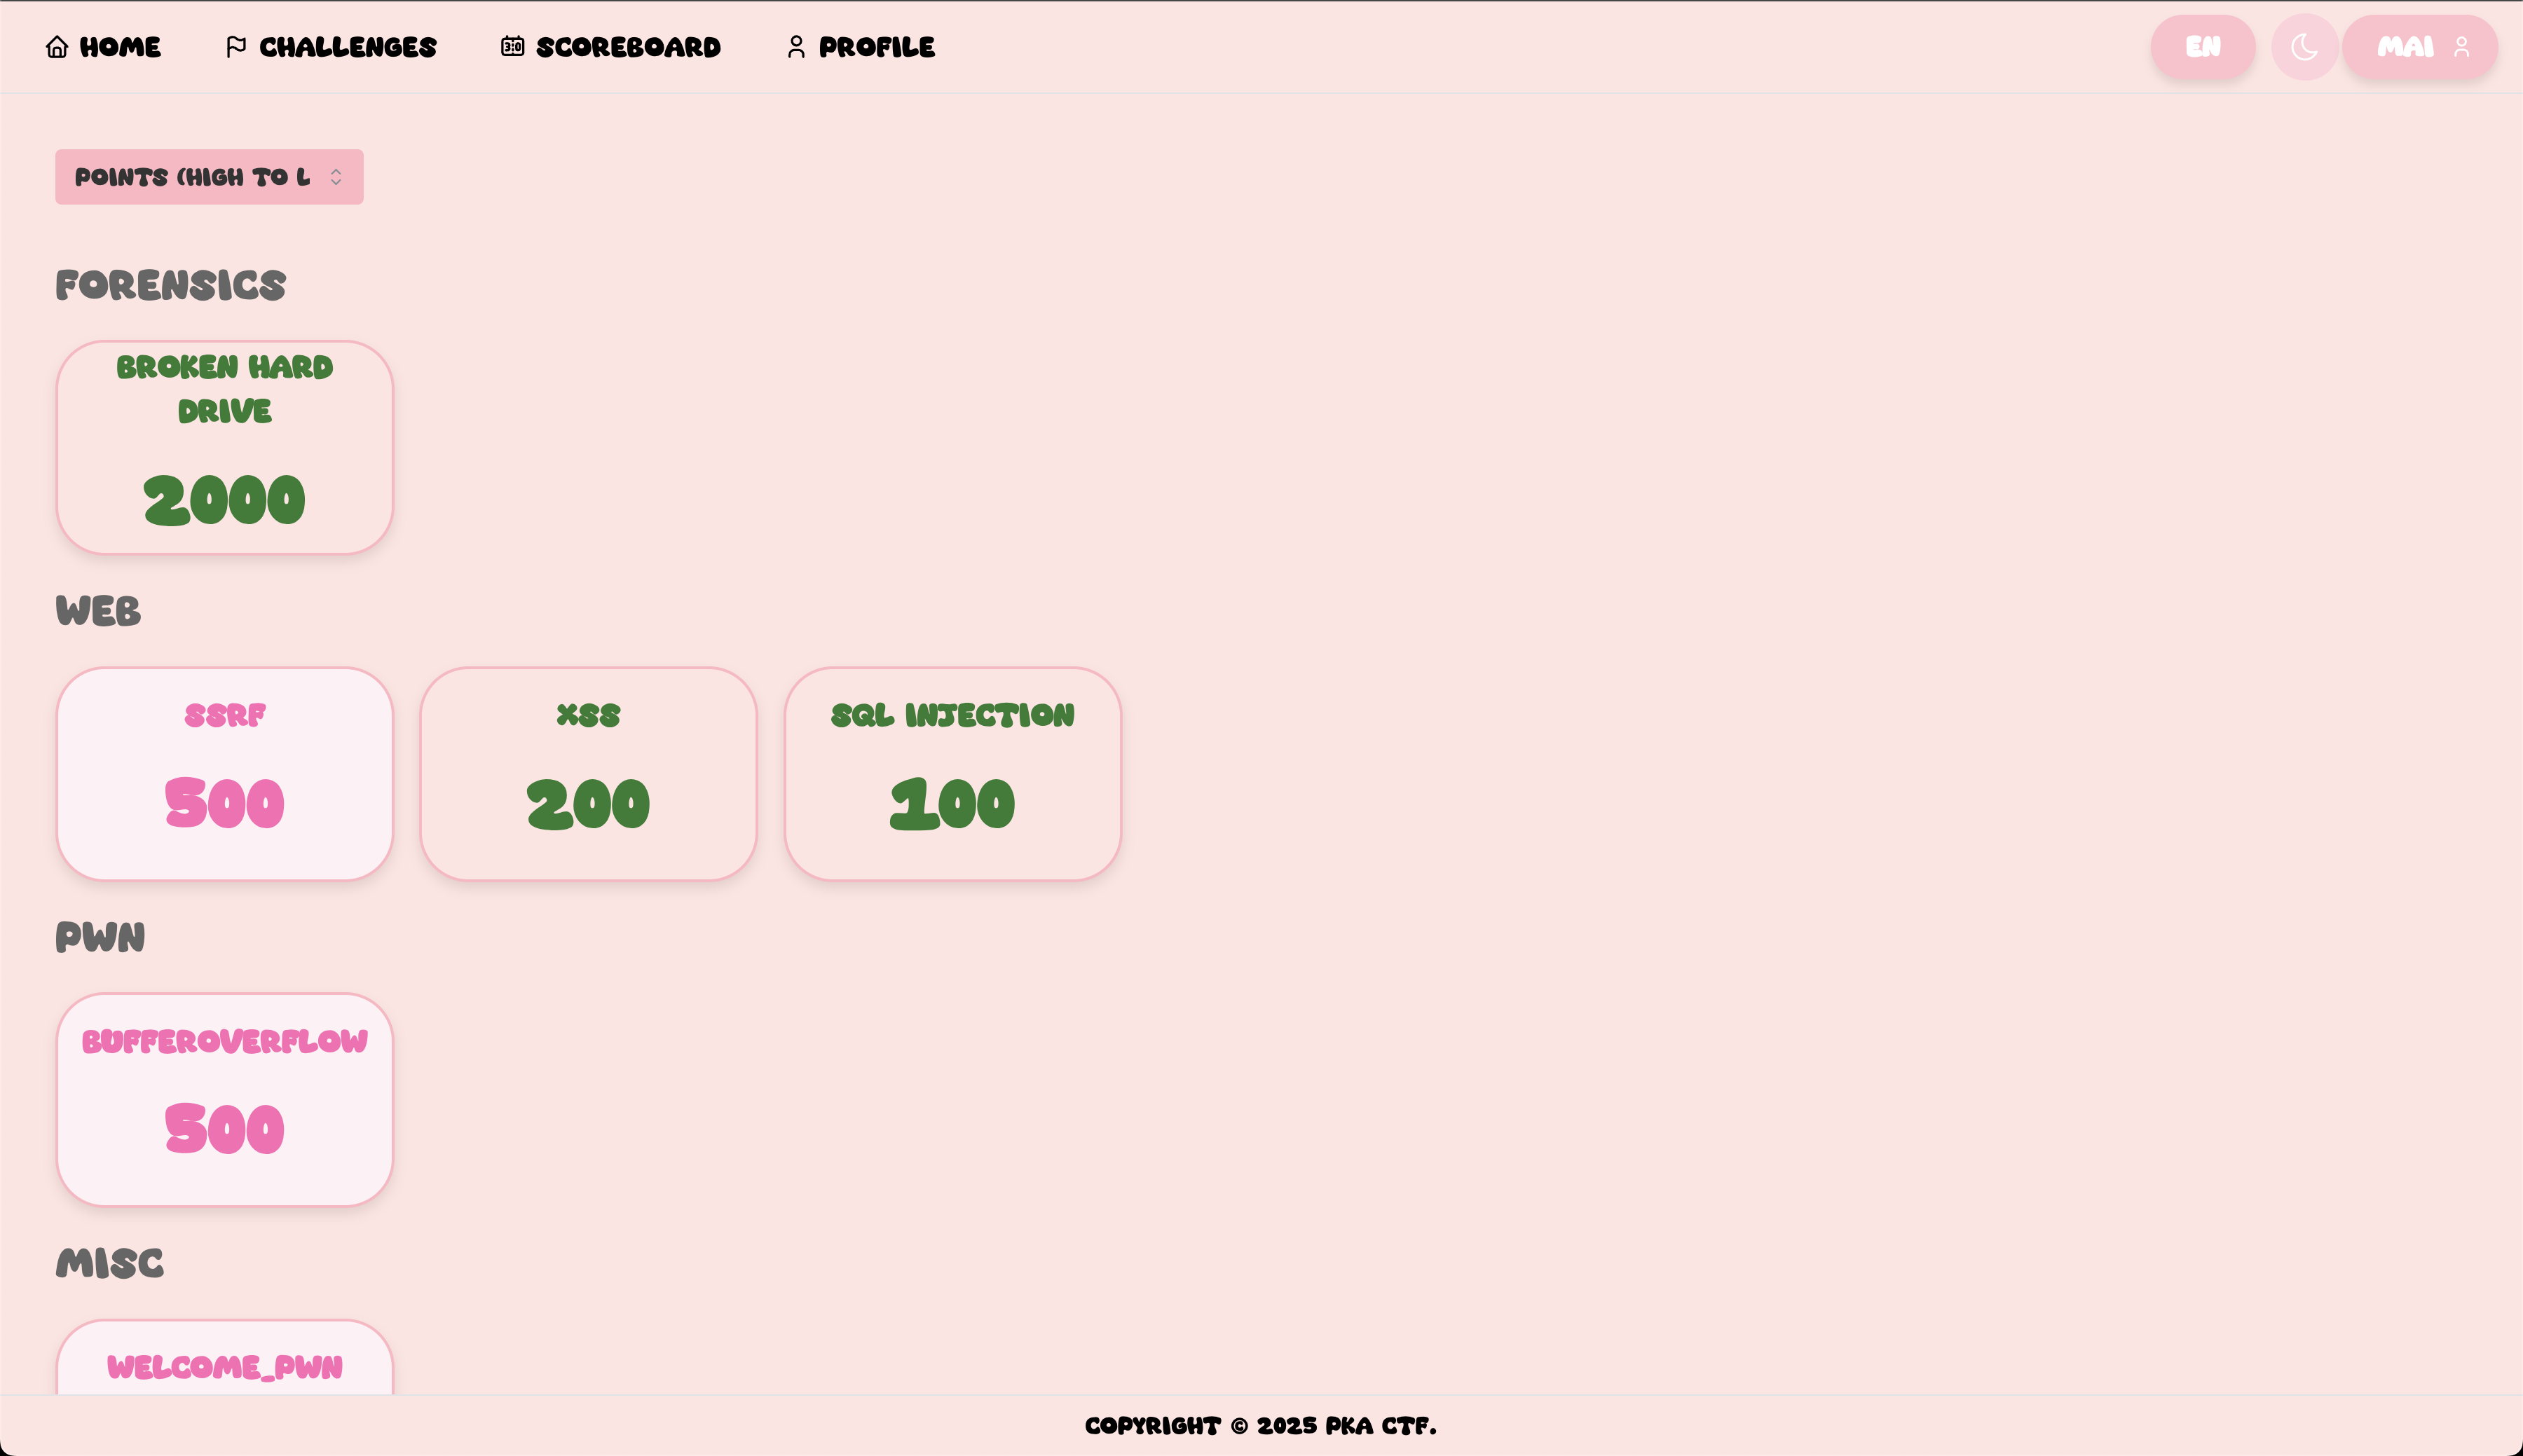 HOME CHALLENGES SCOREBOARD PROFILE EN MAI
POINTS (HIGH TO L
FORENSICS
BROKEN HARD
DRIVE
2000
WEB
SSRF
500
XSS
200
SQL INJECTION
100
PWN
BUFFEROVERFLOW
500
MISC
WELCOME_PWN
COPYRIGHT © 2025 PKA CTF.